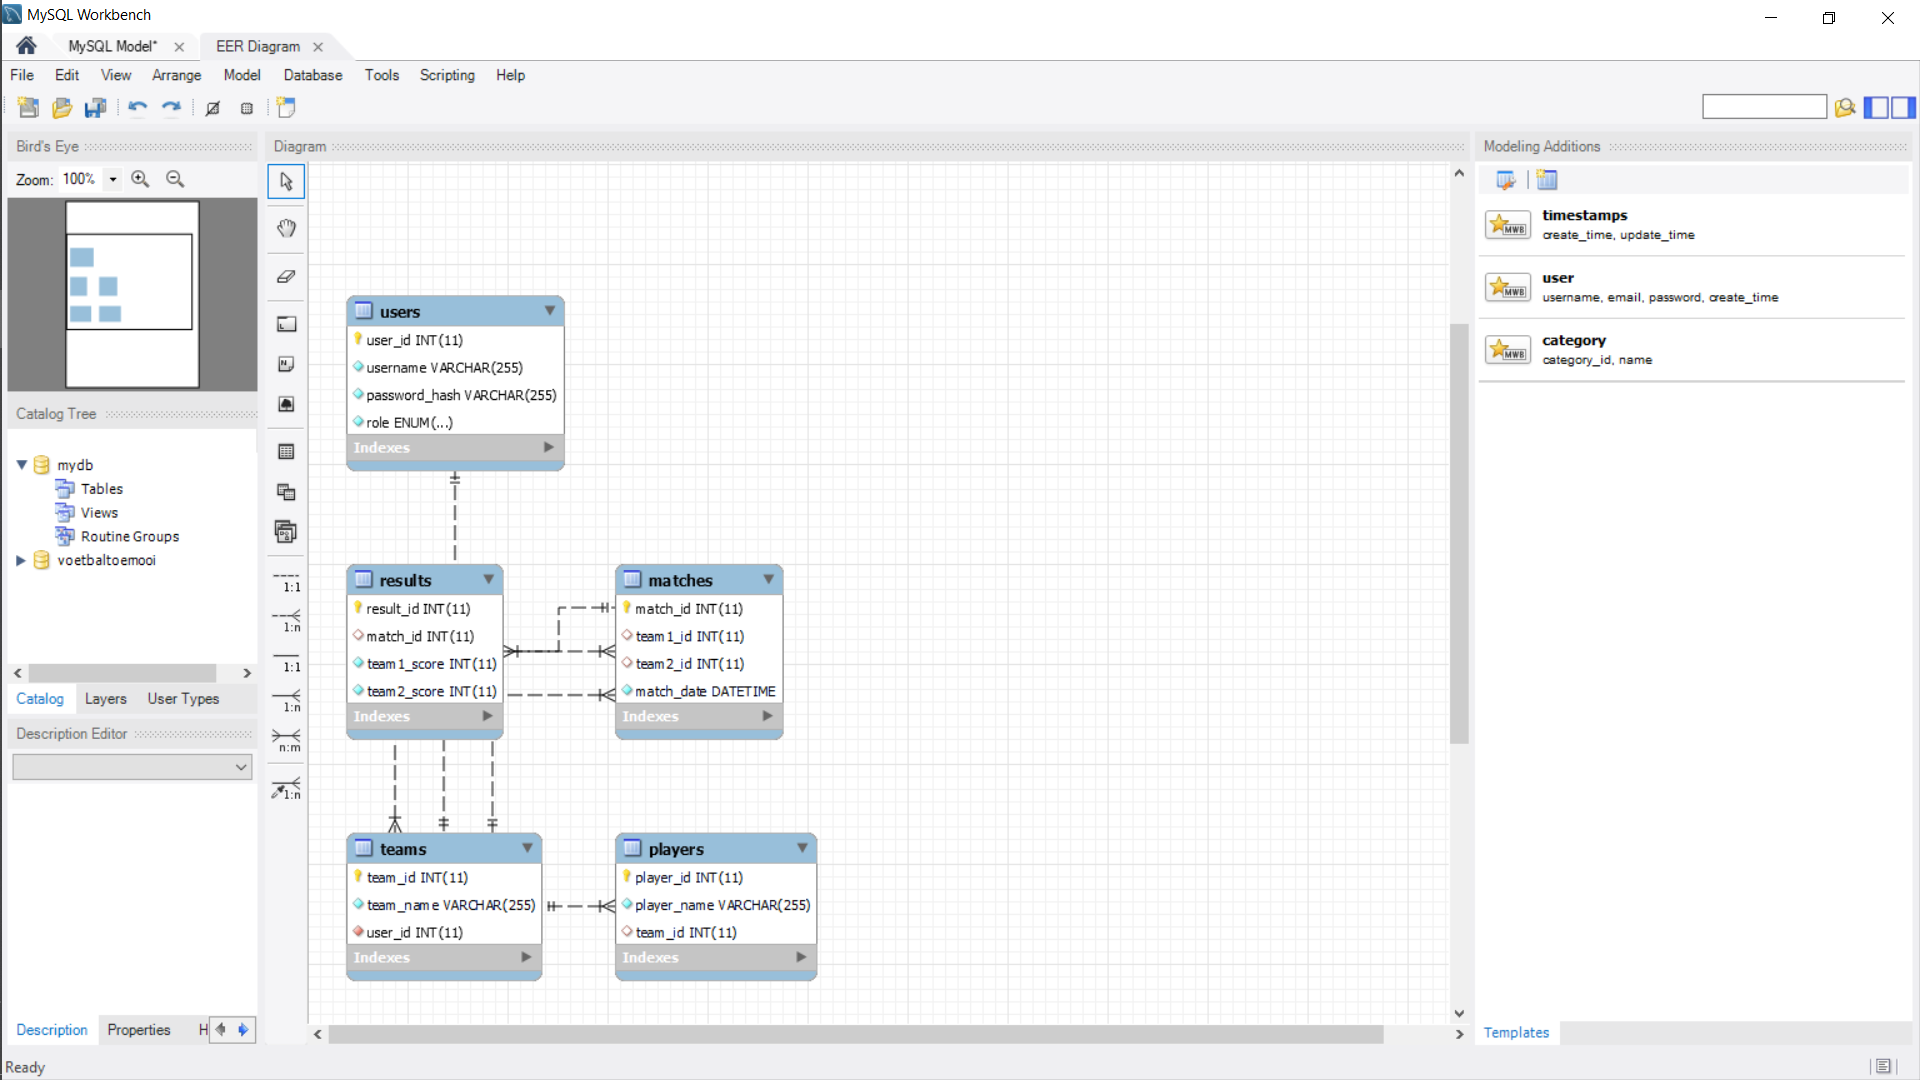 MySQL Workbench
MySQL Model*
EER Diagram
File Edit View Arrange Model Database Tools Scripting Help
Bird's Eye
Zoom: 100%
Catalog Tree
mydb
Tables
Views
Routine Groups
voetbaltoernooi
Catalog Layers User Types
Description Editor
Description Properties H
Ready
Diagram
1:1
1:n
1:1
1:n
n:m
1:n
users
user_id INT(11)
username VARCHAR(255)
password_hash VARCHAR(255)
role ENUM(...)
Indexes
results
result_id INT(11)
match_id INT(11)
team1_score INT(11)
team2_score INT(11)
Indexes
matches
match_id INT(11)
team1_id INT(11)
team2_id INT(11)
match_date DATETIME
Indexes
teams
team_id INT(11)
team_name VARCHAR(255)
user_id INT(11)
Indexes
players
player_id INT(11)
player_name VARCHAR(255)
team_id INT(11)
Indexes
Modeling Additions
MWB
timestamps
create_time, update_time
MWB
user
username, email, password, create_time
MWB
category
category_id, name
Templates